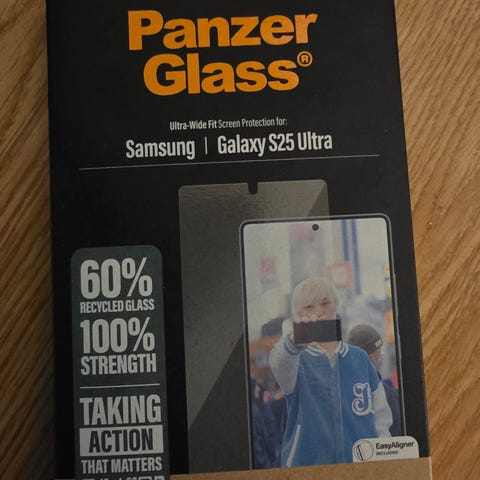 Panzer
Glass®
Ultra-Wide Fit Screen Protection for:
Samsung | Galaxy S25 Ultra
60%
RECYCLED GLASS
100%
STRENGTH
TAKING
ACTION
THAT MATTERS
EasyAligner
INCLUDED